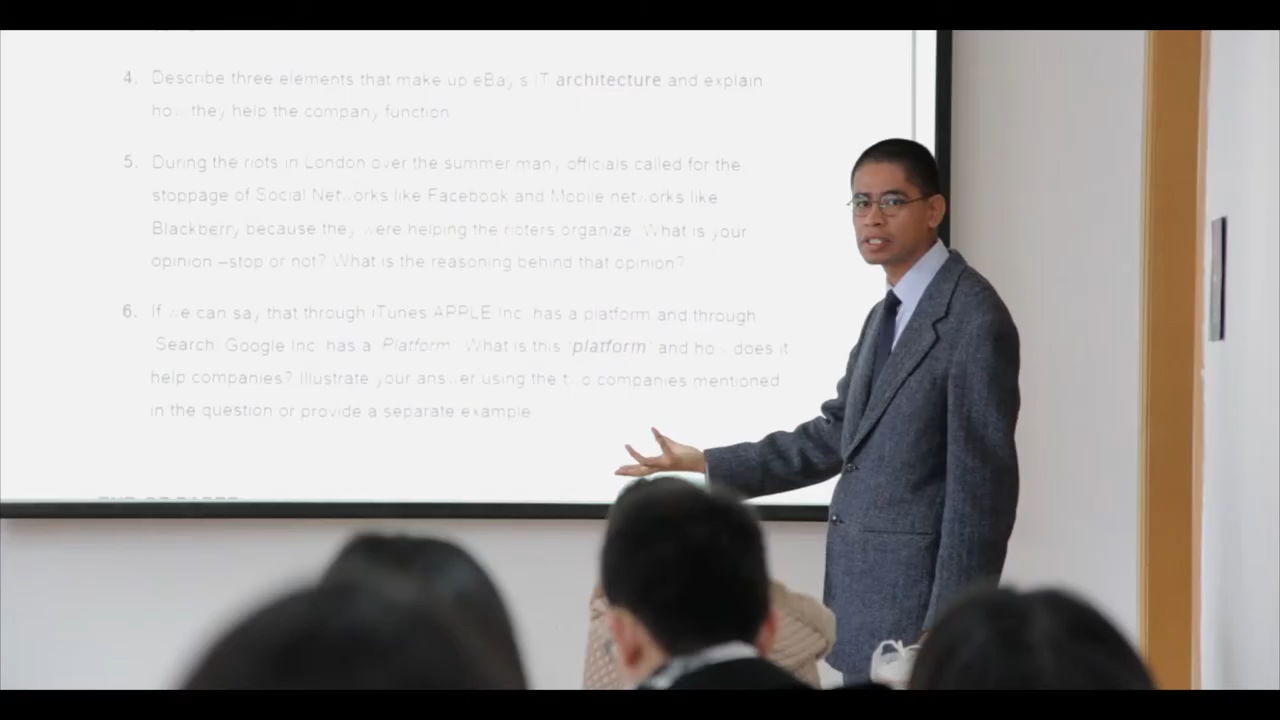 4. Describe three elements that make up eBay's IT architecture and explain
how they help the company function.
5. During the riots in London over the summer many officials called for the
stoppage of Social Networks like Facebook and Mobile networks like
Blackberry because they were helping the rioters organize. What is your
opinion –stop or not? What is the reasoning behind that opinion?
6. If we can say that through iTunes APPLE Inc. has a platform and through
Search, Google Inc. has a Platform. What is this 'platform' and how does it
help companies? Illustrate your answer using the two companies mentioned
in the question or provide a separate example.
END OF PAPER